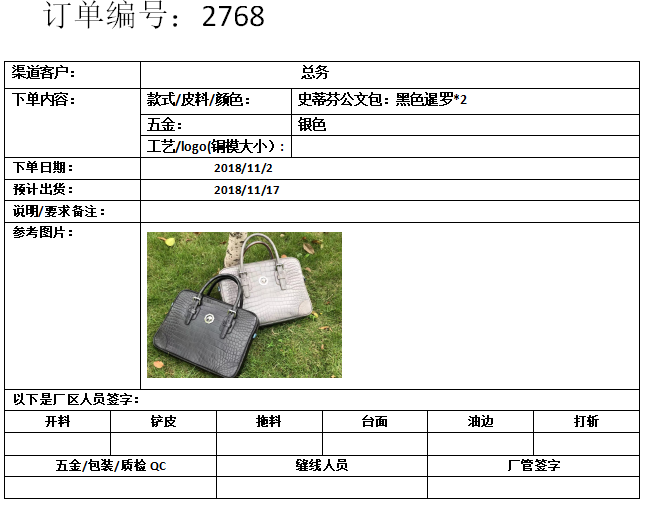 订单编号：2768
渠道客户： 总务
下单内容： 款式/皮料/颜色： 史蒂芬公文包：黑色暹罗*2
五金： 银色
工艺/logo(铜模大小）:
下单日期： 2018/11/2
预计出货： 2018/11/17
说明/要求备注：
参考图片：
以下是厂区人员签字：
开料 铲皮 拖料 台面 油边 打斩
五金/包装/质检 QC 缝线人员 厂管签字